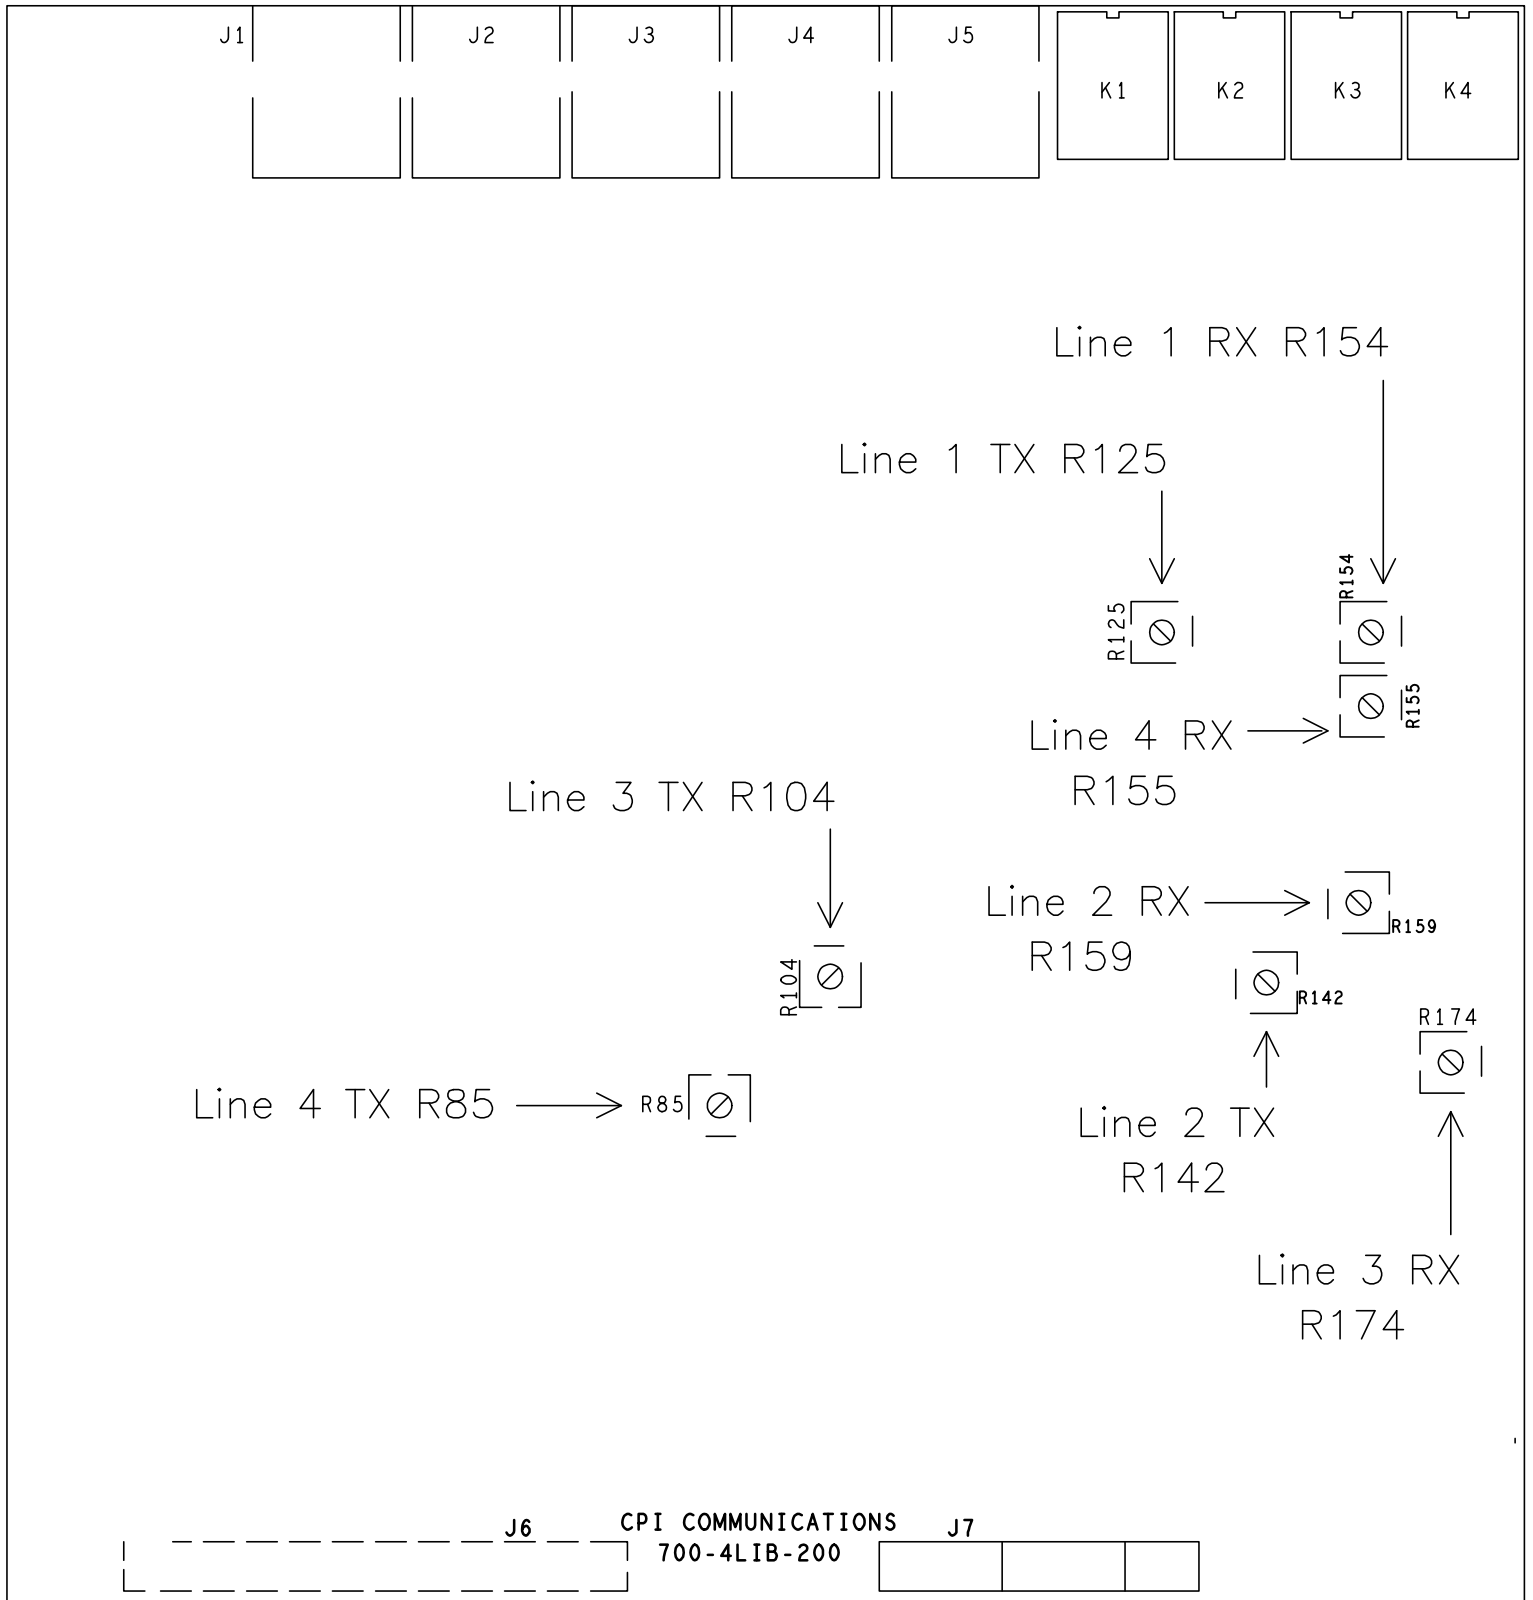 J1 J2 J3 J4 J5
K1 K2 K3 K4
Line 1 RX R154
Line 1 TX R125
R154
R125
R155
Line 4 RX
R155
Line 3 TX R104
Line 2 RX
R159
R159
R104
R142
R174
Line 4 TX R85
R85
Line 2 TX
R142
Line 3 RX
R174
J6
CPI COMMUNICATIONS
J7
700-4LIB-200